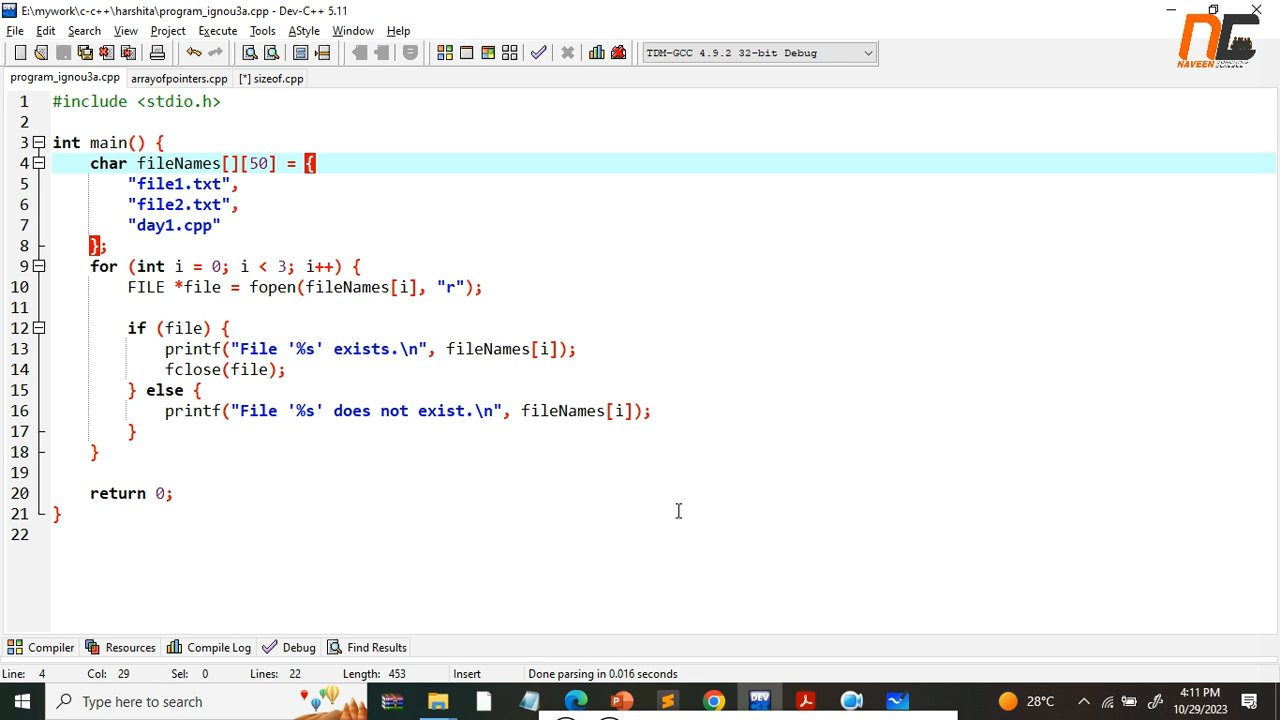 E:\mywork\c-c++\harshita\program_ignou3a.cpp - Dev-C++ 5.11
File Edit Search View Project Execute Tools AStyle Window Help
TDM-GCC 4.9.2 32-bit Debug
NAVEEN
program_ignou3a.cpp arrayofpointers.cpp [*] sizeof.cpp
1 #include <stdio.h>
2
3 int main() {
4 char fileNames[][50] = {
5 "file1.txt",
6 "file2.txt",
7 "day1.cpp"
8 };
9 for (int i = 0; i < 3; i++) {
10 FILE *file = fopen(fileNames[i], "r");
11
12 if (file) {
13 printf("File '%s' exists.\n", fileNames[i]);
14 fclose(file);
15 } else {
16 printf("File '%s' does not exist.\n", fileNames[i]);
17 }
18 }
19
20 return 0;
21 }
22
Compiler Resources Compile Log Debug Find Results
Line: 4 Col: 29 Sel: 0 Lines: 22 Length: 453 Insert Done parsing in 0.016 seconds
Type here to search
DEV
28°C
4:11 PM
10/29/2023